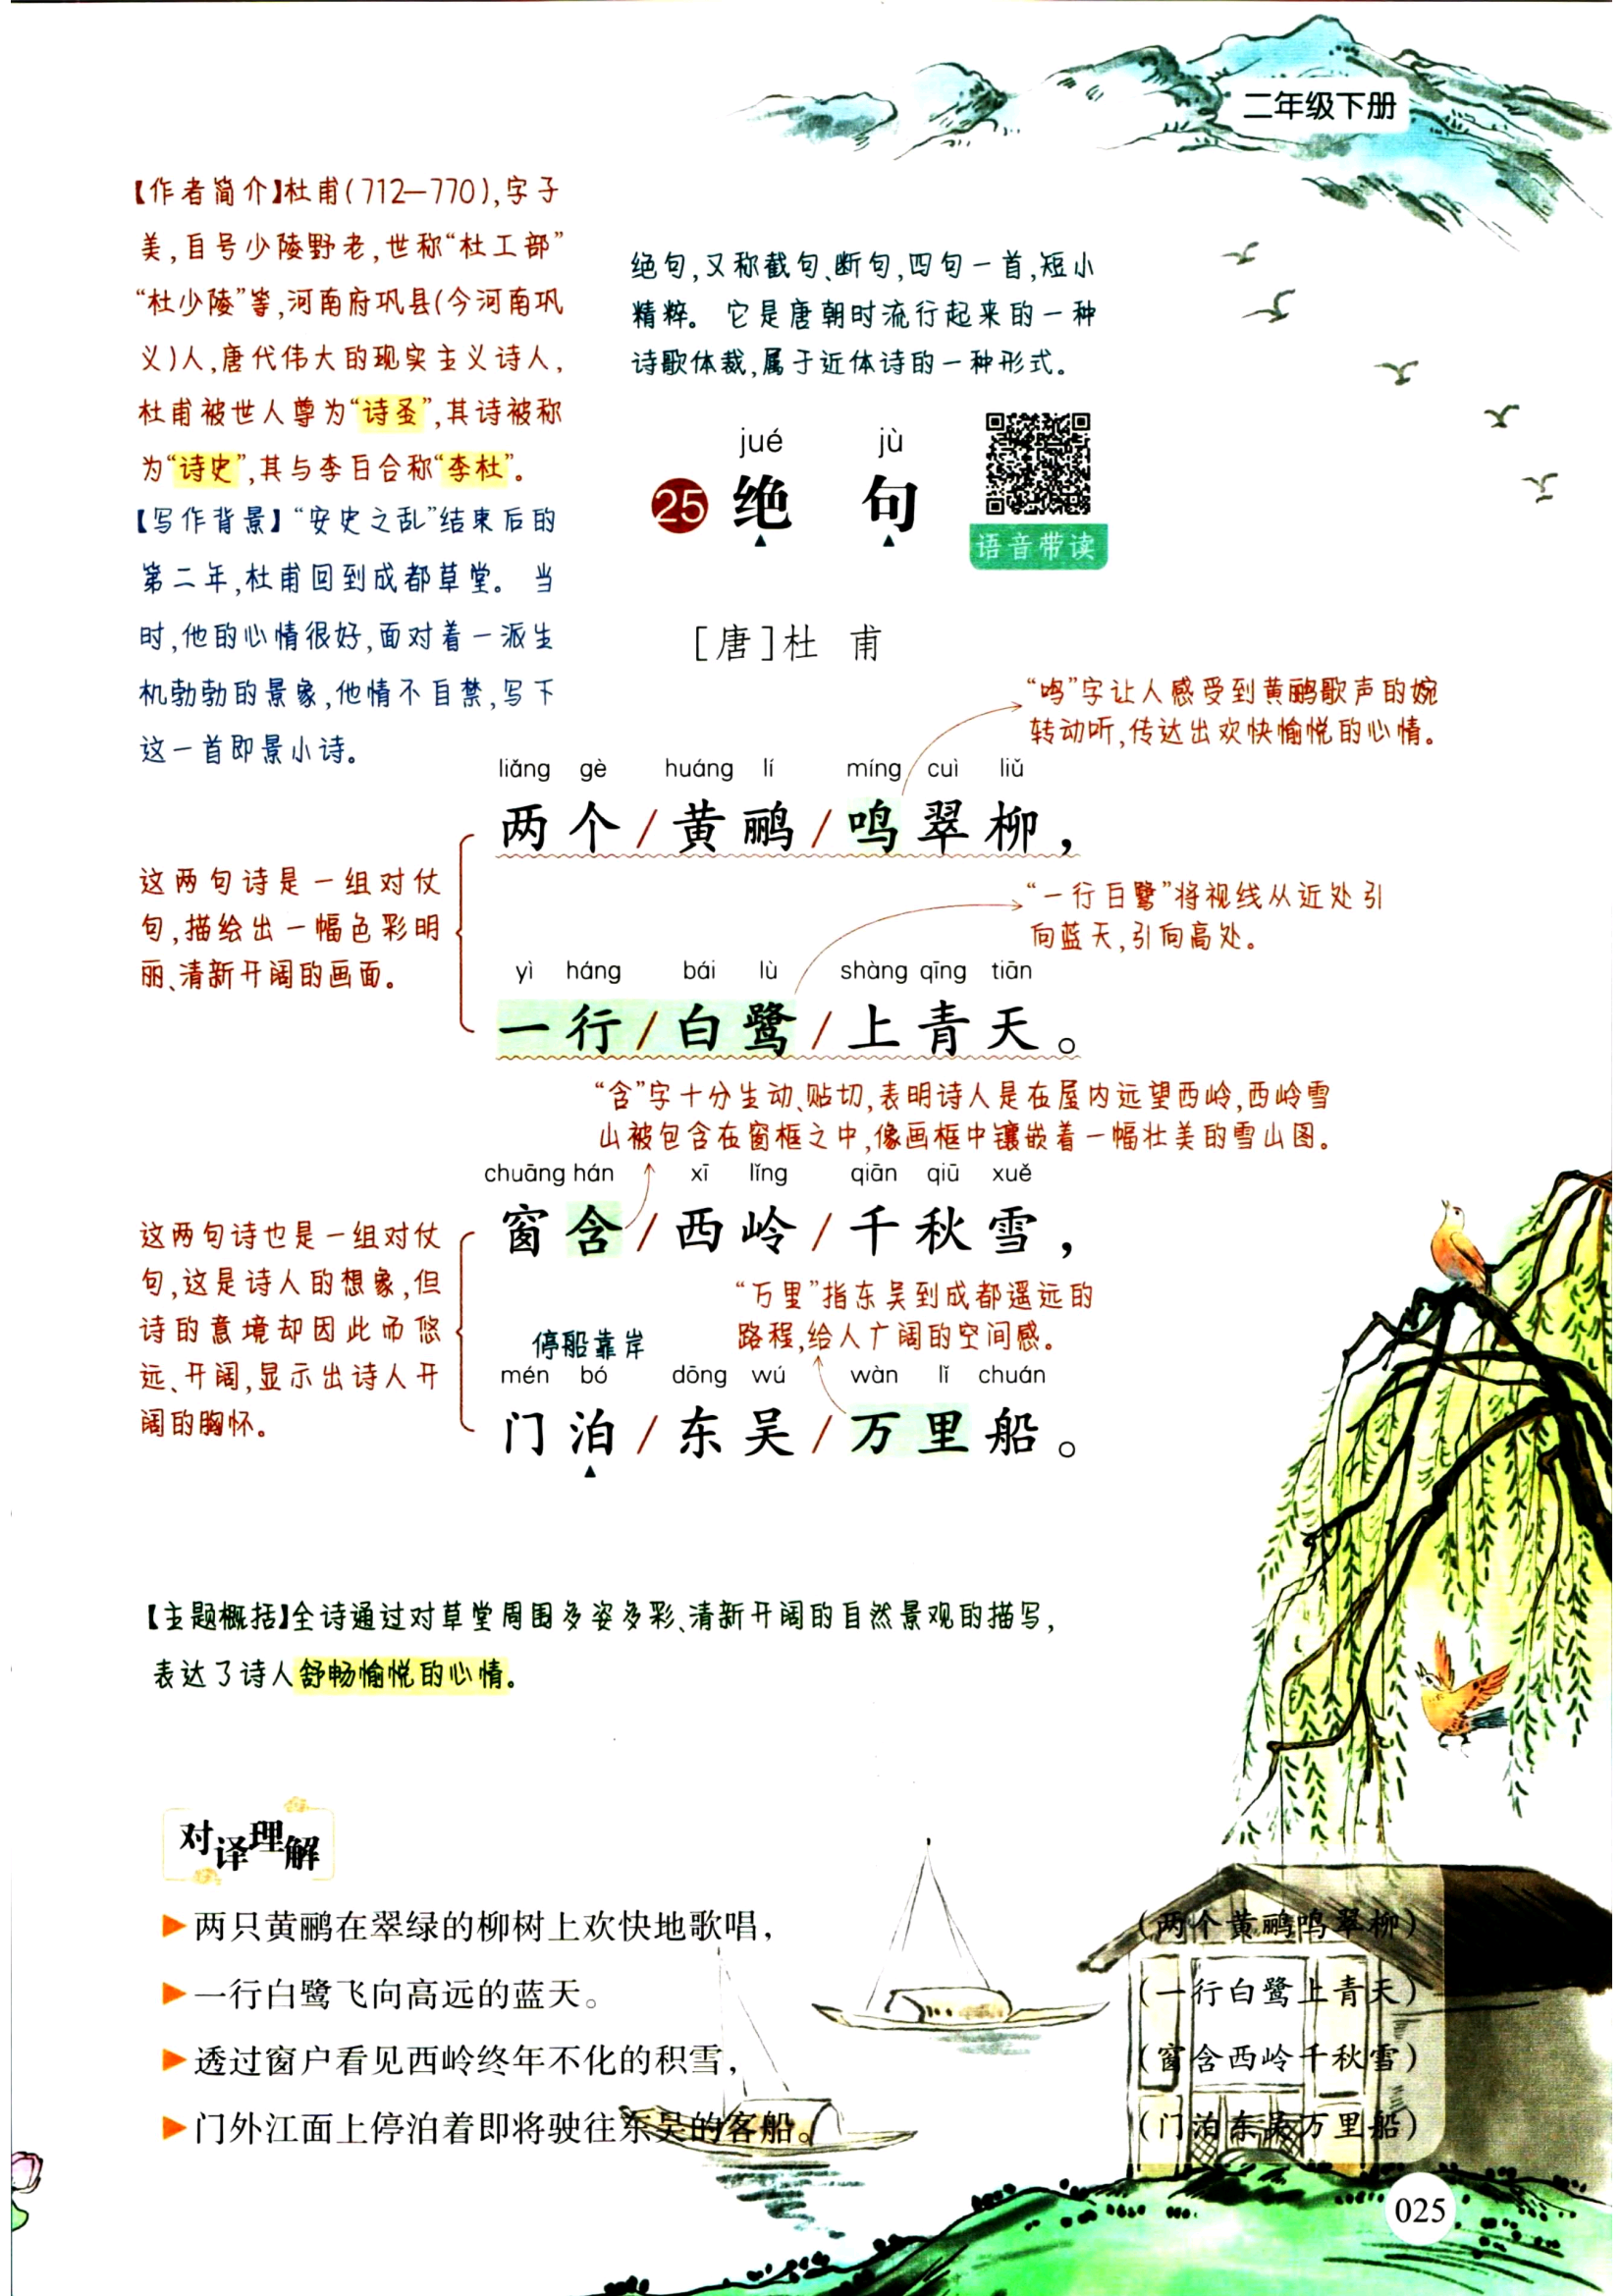 二年级下册
【作者简介】杜甫(712—770),字子
美,自号少陵野老,世称“杜工部”
“杜少陵”等,河南府巩县(今河南巩
义)人,唐代伟大的现实主义诗人,
杜甫被世人尊为“诗圣”,其诗被称
为“诗史”,其与李白合称“李杜”。
【写作背景】“安史之乱”结束后的
第二年,杜甫回到成都草堂。当
时,他的心情很好,面对着一派生
机勃勃的景象,他情不自禁,写下
这一首即景小诗。
绝句,又称截句、断句,四句一首,短小
精粹。它是唐朝时流行起来的一种
诗歌体裁,属于近体诗的一种形式。
jué jù
25 绝 句
语音带读
[唐]杜 甫
“鸣”字让人感受到黄鹂歌声的婉
转动听,传达出欢快愉悦的心情。
liǎng gè huáng lí míng cuì liǔ
两个/黄鹂/鸣翠柳,
这两句诗是一组对仗
句,描绘出一幅色彩明
丽、清新开阔的画面。
“一行白鹭”将视线从近处引
向蓝天,引向高处。
yì háng bái lù shàng qīng tiān
一行/白鹭/上青天。
“含”字十分生动、贴切,表明诗人是在屋内远望西岭,西岭雪
山被包含在窗框之中,像画框中镶嵌着一幅壮美的雪山图。
chuāng hán xī lǐng qiān qiū xuě
窗含/西岭/千秋雪,
这两句诗也是一组对仗
句,这是诗人的想象,但
诗的意境却因此而悠
远、开阔,显示出诗人开
阔的胸怀。
“万里”指东吴到成都遥远的
路程,给人广阔的空间感。
停船靠岸
mén bó dōng wú wàn lǐ chuán
门泊/东吴/万里船。
【主题概括】全诗通过对草堂周围多姿多彩、清新开阔的自然景观的描写,
表达了诗人舒畅愉悦的心情。
对译理解
▶两只黄鹂在翠绿的柳树上欢快地歌唱, (两个黄鹂鸣翠柳)
▶一行白鹭飞向高远的蓝天。 (一行白鹭上青天)
▶透过窗户看见西岭终年不化的积雪, (窗含西岭千秋雪)
▶门外江面上停泊着即将驶往东吴的客船。 (门泊东吴万里船)
025